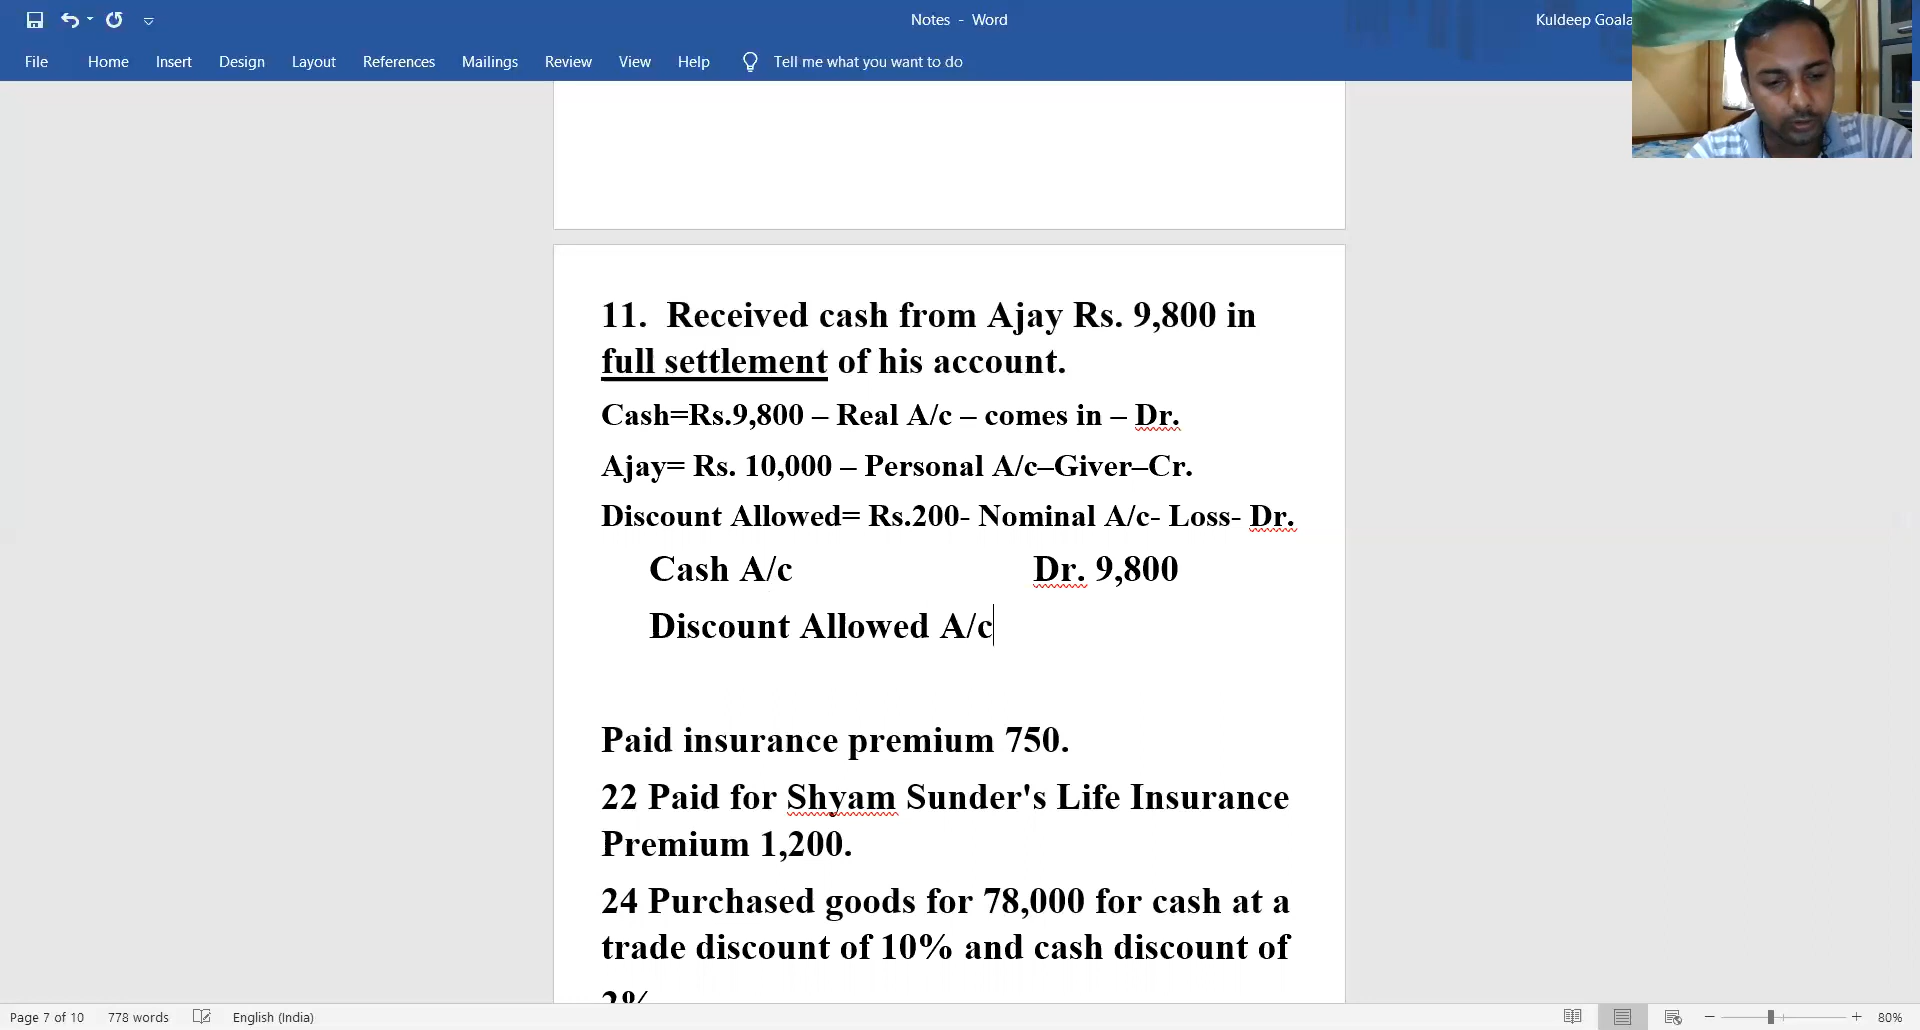 Notes - Word
Kuldeep Goala
File Home Insert Design Layout References Mailings Review View Help Tell me what you want to do
11. Received cash from Ajay Rs. 9,800 in
full settlement of his account.
Cash=Rs.9,800 – Real A/c – comes in – Dr.
Ajay= Rs. 10,000 – Personal A/c–Giver–Cr.
Discount Allowed= Rs.200- Nominal A/c- Loss- Dr.
Cash A/c Dr. 9,800
Discount Allowed A/c
Paid insurance premium 750.
22 Paid for Shyam Sunder's Life Insurance
Premium 1,200.
24 Purchased goods for 78,000 for cash at a
trade discount of 10% and cash discount of
2%
Page 7 of 10 778 words English (India) 80%